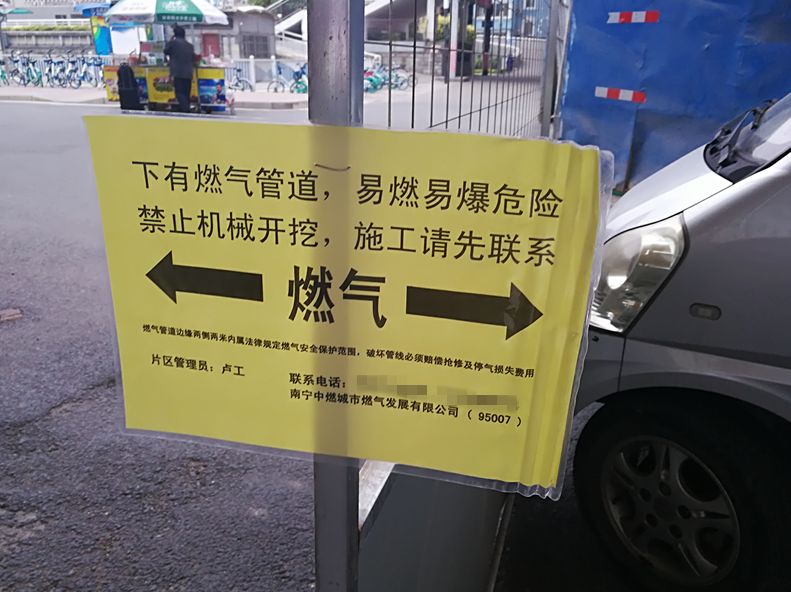 下有燃气管道，易燃易爆危险
禁止机械开挖，施工请先联系
燃气
燃气管道边缘两侧两米内属法律规定燃气安全保护范围，破坏管线必须赔偿抢修及停气损失费用
片区管理员：卢工
联系电话：
南宁中燃城市燃气发展有限公司（95007）